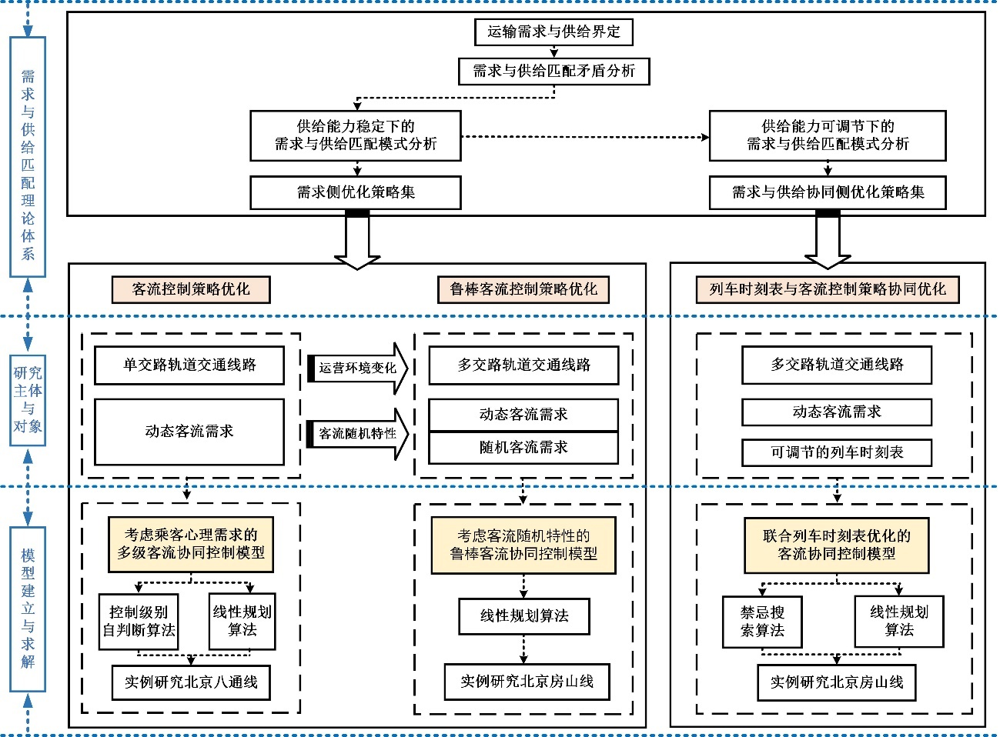 需求与供给匹配理论体系
运输需求与供给界定
需求与供给匹配矛盾分析
供给能力稳定下的
需求与供给匹配模式分析
供给能力可调节下的
需求与供给匹配模式分析
需求侧优化策略集
需求与供给协同侧优化策略集
客流控制策略优化
鲁棒客流控制策略优化
列车时刻表与客流控制策略协同优化
研究
主体
与
对象
单交路轨道交通线路
运营环境变化
多交路轨道交通线路
多交路轨道交通线路
动态客流需求
客流随机特性
动态客流需求
随机客流需求
动态客流需求
可调节的列车时刻表
模型建立与求解
考虑乘客心理需求的
多级客流协同控制模型
考虑客流随机特性的
鲁棒客流协同控制模型
联合列车时刻表优化的
客流协同控制模型
控制级别
自判断算法
线性规划
算法
线性规划算法
禁忌搜
索算法
线性规划
算法
实例研究北京八通线
实例研究北京房山线
实例研究北京房山线